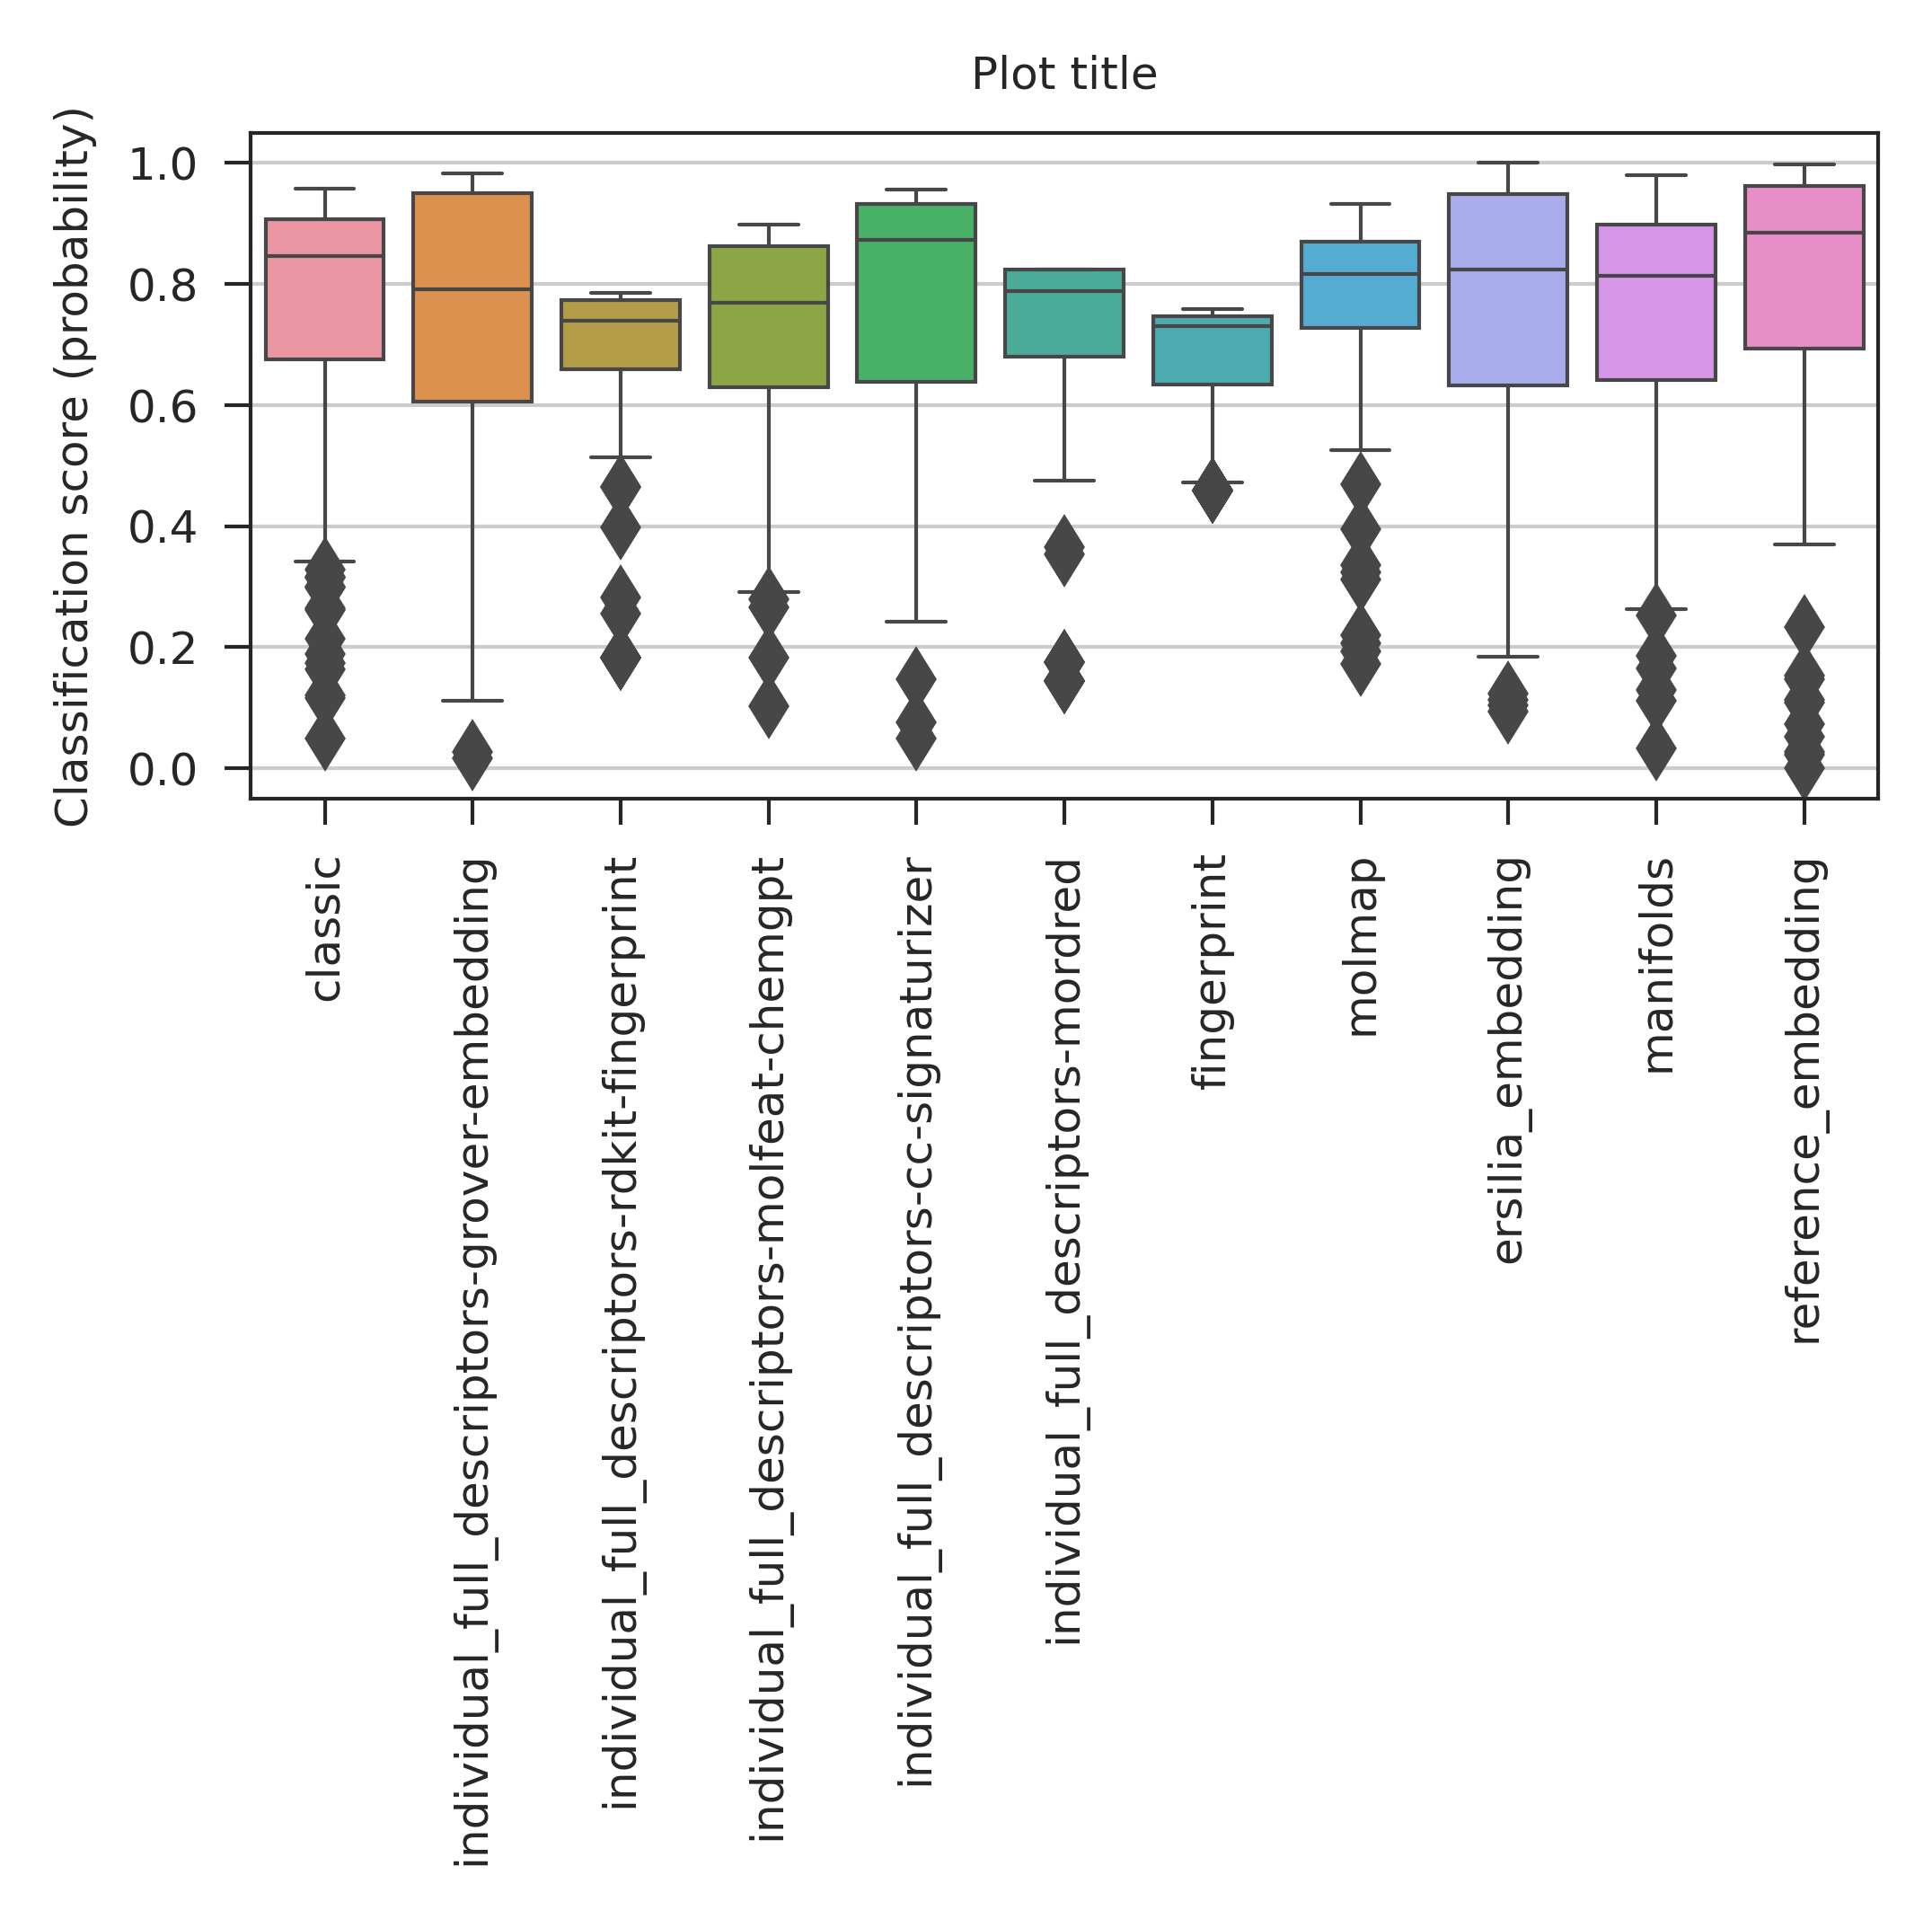 Plot title
Classification score (probability)
1.0
0.8
0.6
0.4
0.2
0.0
classic
individual_full_descriptors-grover-embedding
individual_full_descriptors-rdkit-fingerprint
individual_full_descriptors-molfeat-chemgpt
individual_full_descriptors-cc-signaturizer
individual_full_descriptors-mordred
fingerprint
molmap
ersilia_embedding
manifolds
reference_embedding